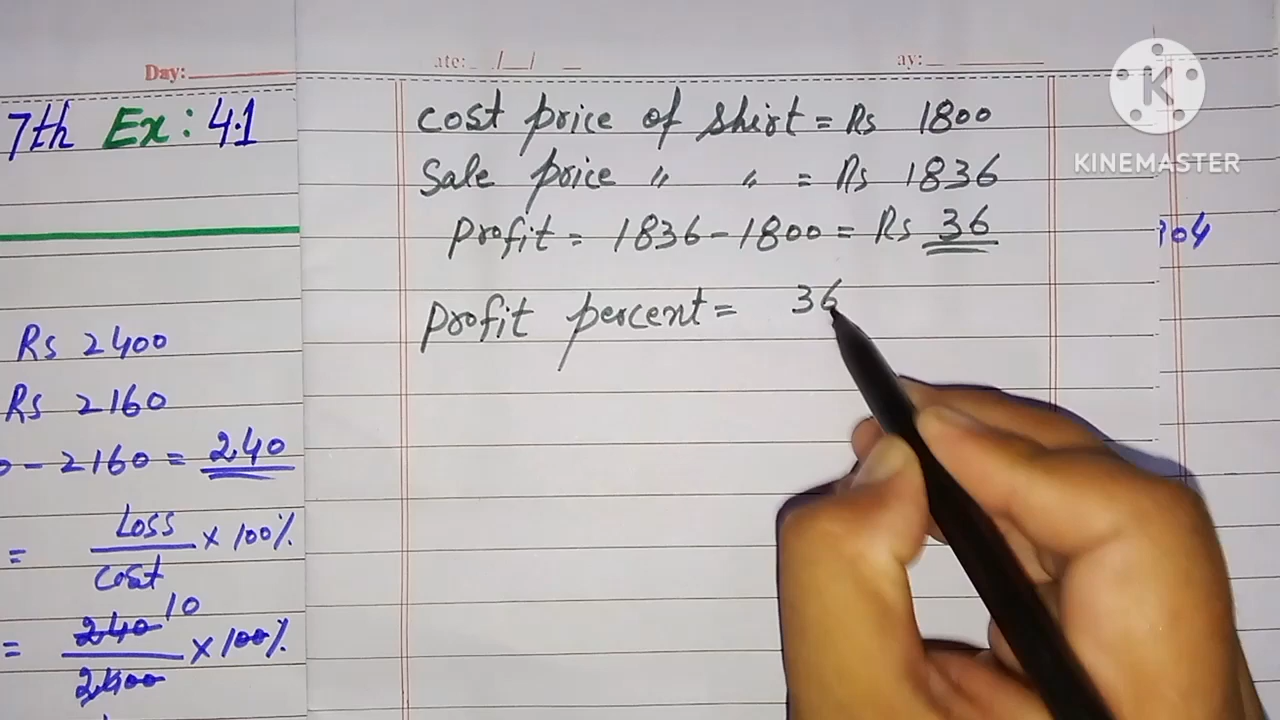 Day:
7th Ex: 4.1
Rs 2400
Rs 2160
- 2160 = 240
= Loss/cost × 100%
= 240/2400 10 × 100%
ate: / /
ay:
cost price of shirt = Rs 1800
Sale price " " = Rs 1836
Profit = 1836 - 1800 = Rs 36
Profit percent = 36
K
KINEMASTER
04